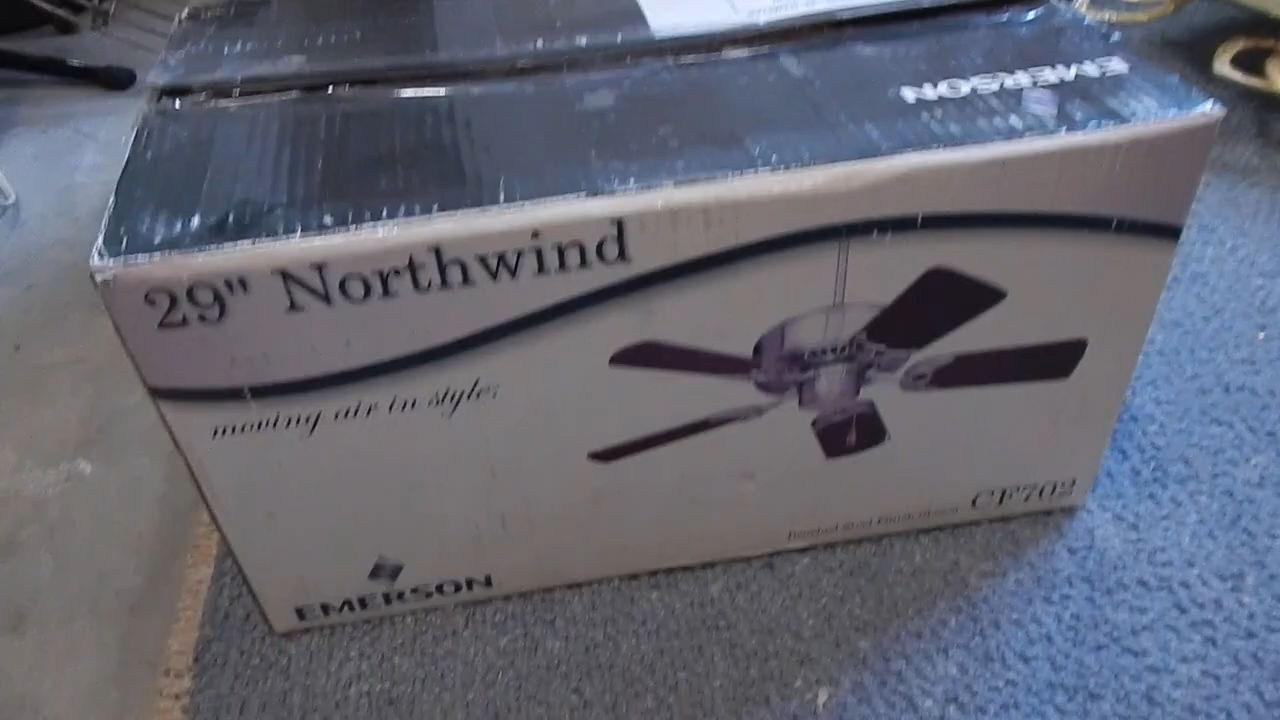 EMERSON
29" Northwind
moving air in style;
CF702
EMERSON